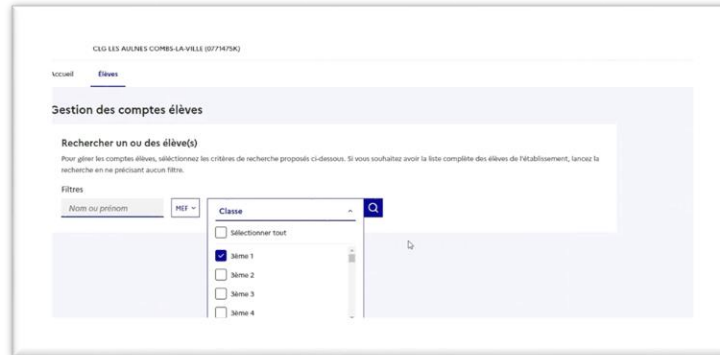 CLG LES AULNES COMBS-LA-VILLE (0771475K)
Accueil Élèves
Gestion des comptes élèves
Rechercher un ou des élève(s)
Pour gérer les comptes élèves, séléctionnez les critères de recherche proposés ci-dessous. Si vous souhaitez avoir la liste complète des élèves de l'établissement, lancez la
recherche en ne précisant aucun filtre.
Filtres
Nom ou prénom MEF Classe
Sélectionner tout
3ème 1
3ème 2
3ème 3
3ème 4